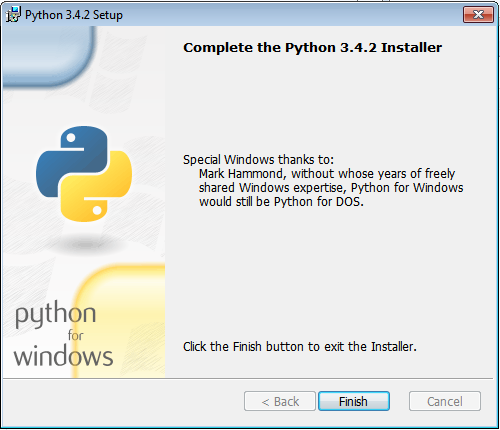 Python 3.4.2 Setup
Complete the Python 3.4.2 Installer
Special Windows thanks to:
Mark Hammond, without whose years of freely
shared Windows expertise, Python for Windows
would still be Python for DOS.
python
for
windows
Click the Finish button to exit the Installer.
< Back
Finish
Cancel